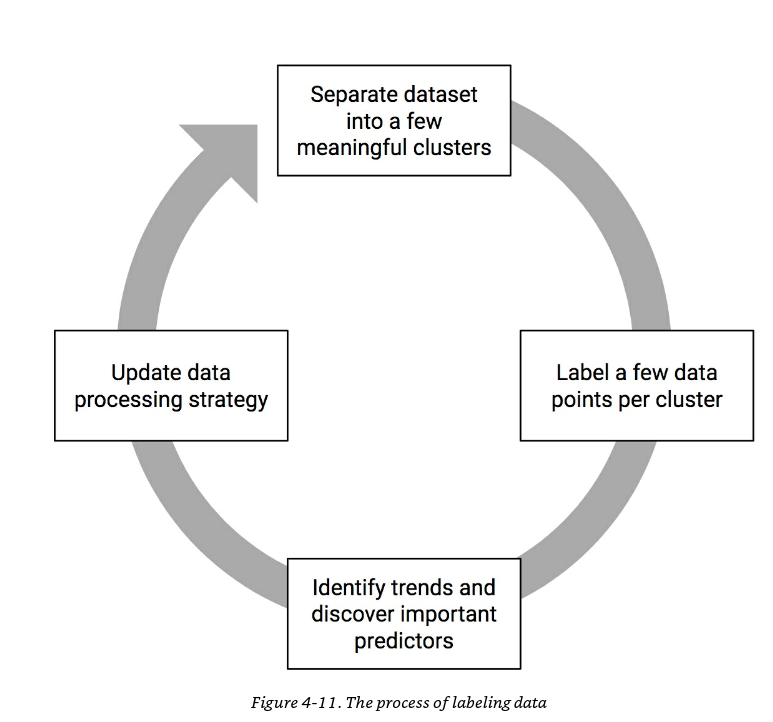 Separate dataset
into a few
meaningful clusters
Label a few data
points per cluster
Identify trends and
discover important
predictors
Update data
processing strategy
Figure 4-11. The process of labeling data